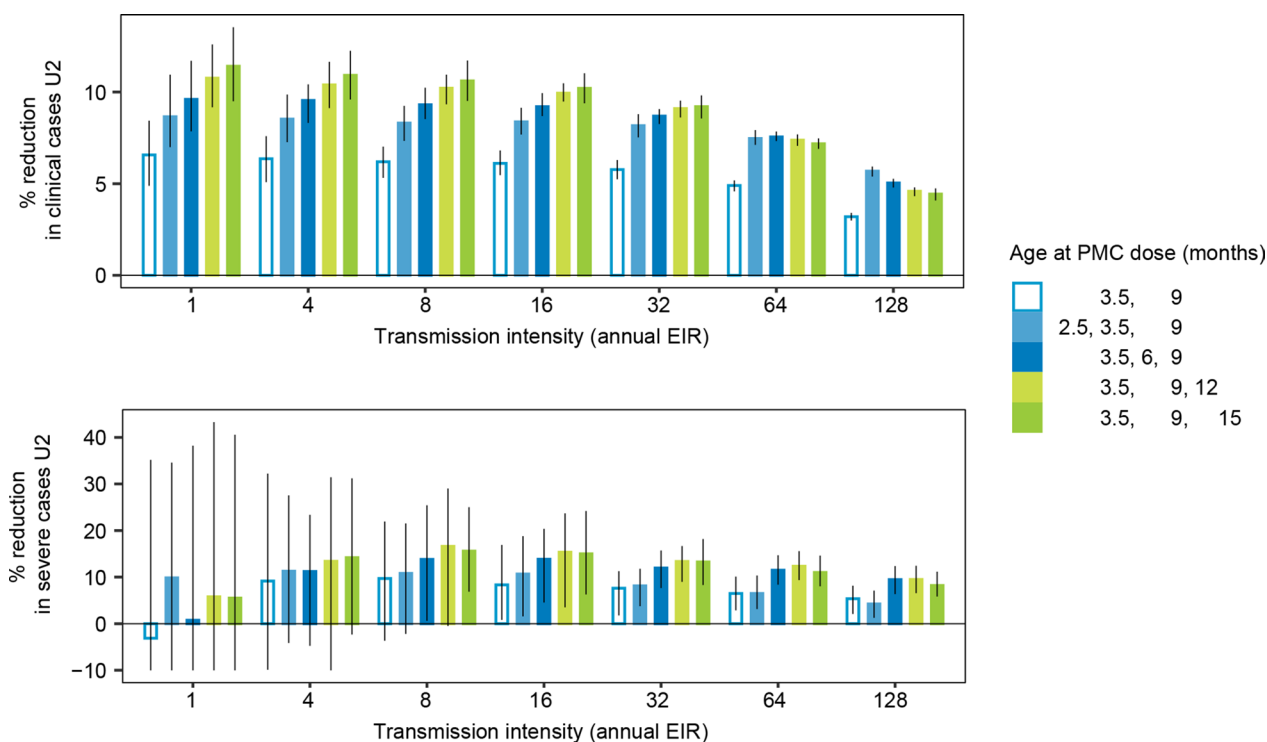 % reduction
in clinical cases U2
10
5
0
1 4 8 16 32 64 128
Transmission intensity (annual EIR)
Age at PMC dose (months)
3.5, 9
2.5, 3.5, 9
3.5, 6, 9
3.5, 9, 12
3.5, 9, 15
% reduction
in severe cases U2
40
30
20
10
0
−10
1 4 8 16 32 64 128
Transmission intensity (annual EIR)